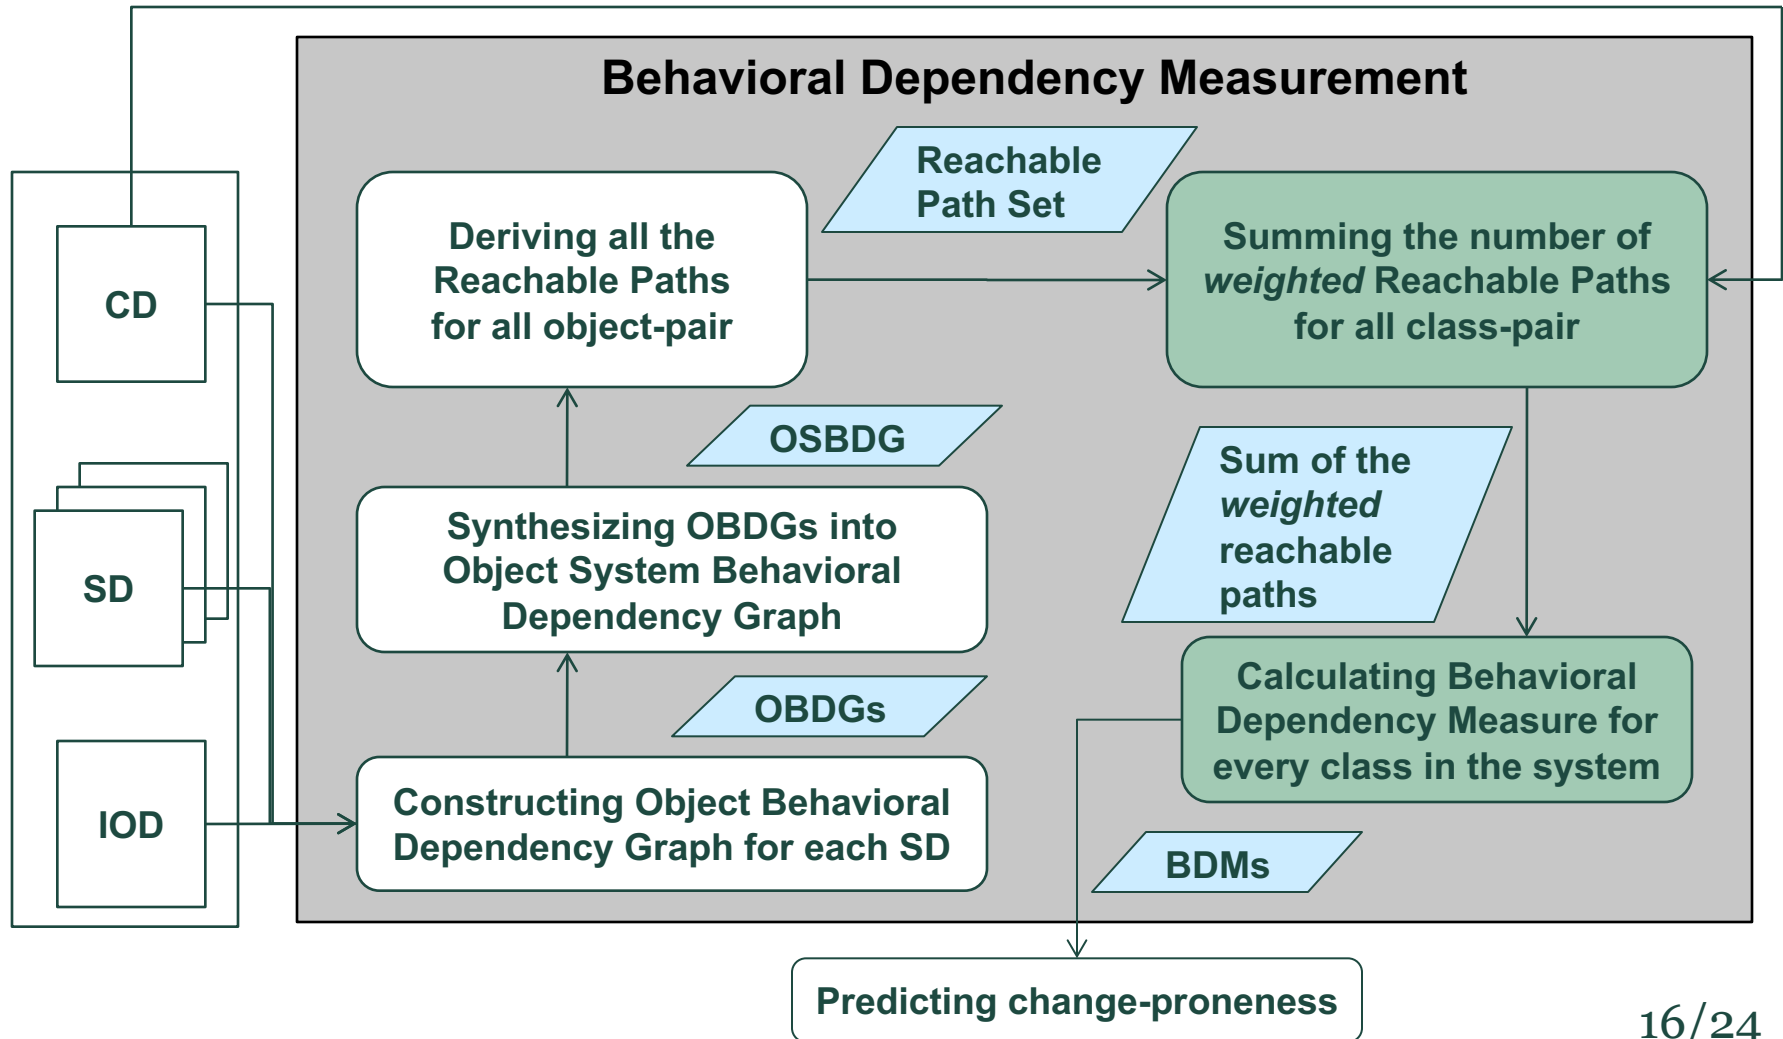 Behavioral Dependency Measurement
CD
SD
IOD
Deriving all the
Reachable Paths
for all object-pair
Reachable
Path Set
Summing the number of
weighted Reachable Paths
for all class-pair
OSBDG
Synthesizing OBDGs into
Object System Behavioral
Dependency Graph
Sum of the
weighted
reachable
paths
OBDGs
Constructing Object Behavioral
Dependency Graph for each SD
Calculating Behavioral
Dependency Measure for
every class in the system
BDMs
Predicting change-proneness
16/24